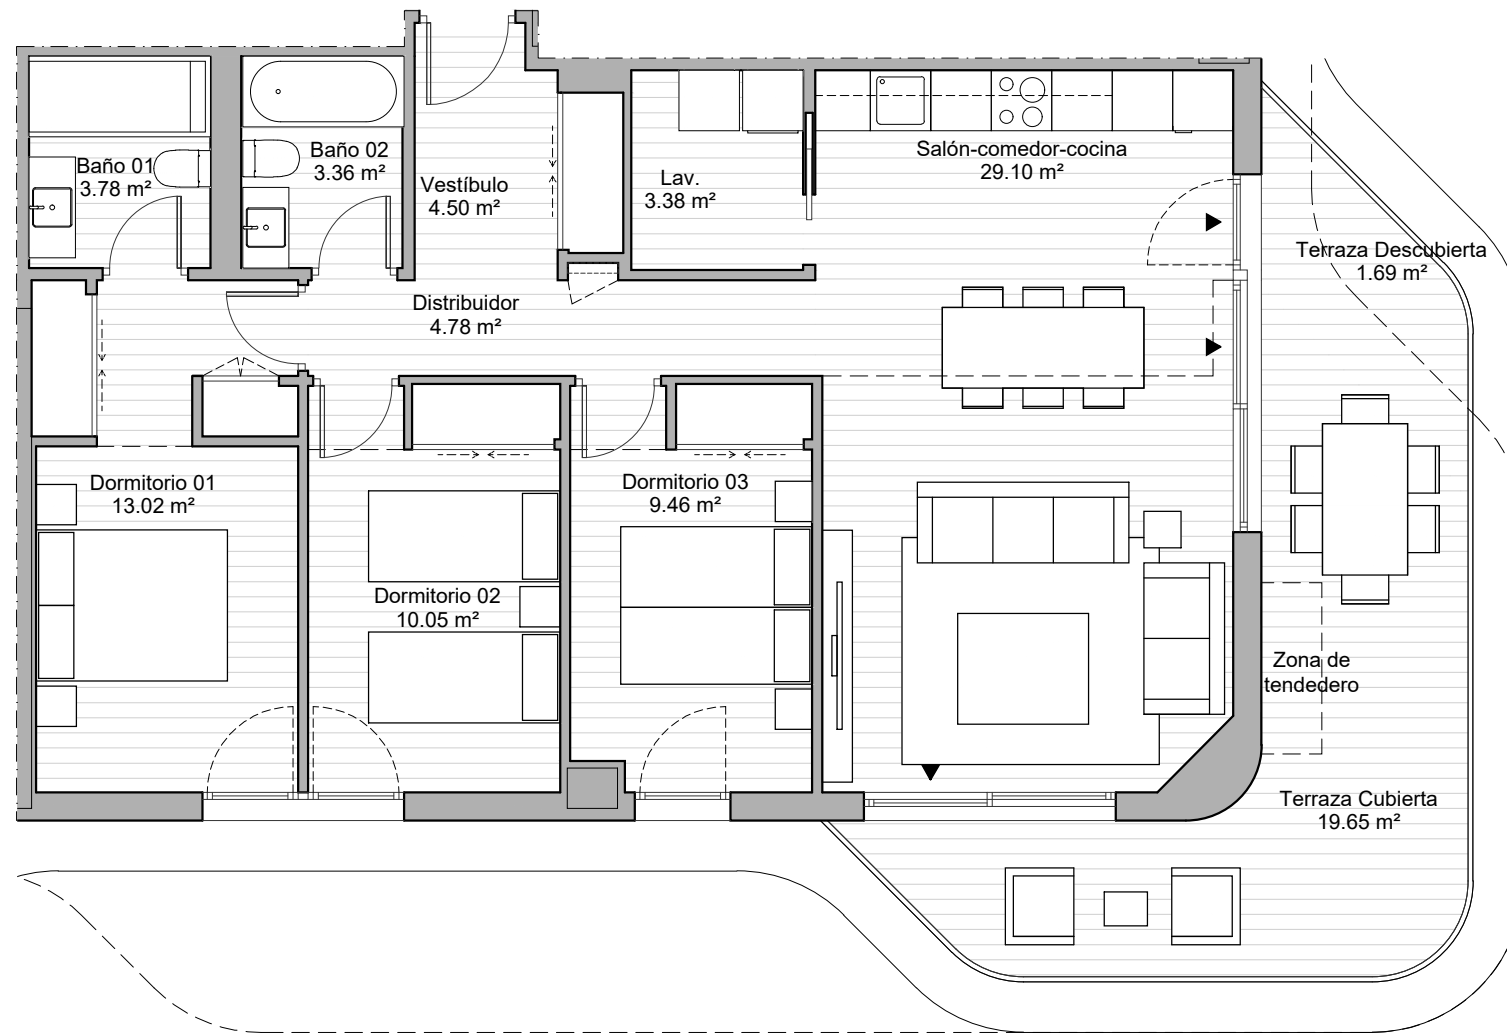 Baño 01
3.78 m²
Baño 02
3.36 m²
Vestíbulo
4.50 m²
Lav.
3.38 m²
Salón-comedor-cocina
29.10 m²
Terraza Descubierta
1.69 m²
Distribuidor
4.78 m²
Dormitorio 01
13.02 m²
Dormitorio 02
10.05 m²
Dormitorio 03
9.46 m²
Zona de
tendedero
Terraza Cubierta
19.65 m²